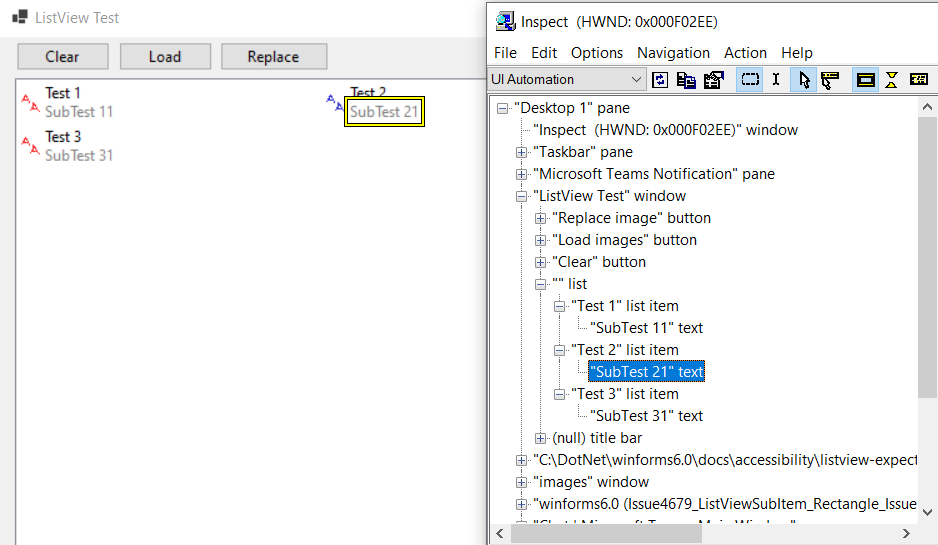 ListView Test
Clear
Load
Replace
Test 1
SubTest 11
Test 2
SubTest 21
Test 3
SubTest 31
Inspect (HWND: 0x000F02EE)
File Edit Options Navigation Action Help
UI Automation
"Desktop 1" pane
"Inspect (HWND: 0x000F02EE)" window
"Taskbar" pane
"Microsoft Teams Notification" pane
"ListView Test" window
"Replace image" button
"Load images" button
"Clear" button
"" list
"Test 1" list item
"SubTest 11" text
"Test 2" list item
"SubTest 21" text
"Test 3" list item
"SubTest 31" text
(null) title bar
"C:\DotNet\winforms6.0\docs\accessibility\listview-expect
"images" window
"winforms6.0 (Issue4679_ListViewSubItem_Rectangle_Issue